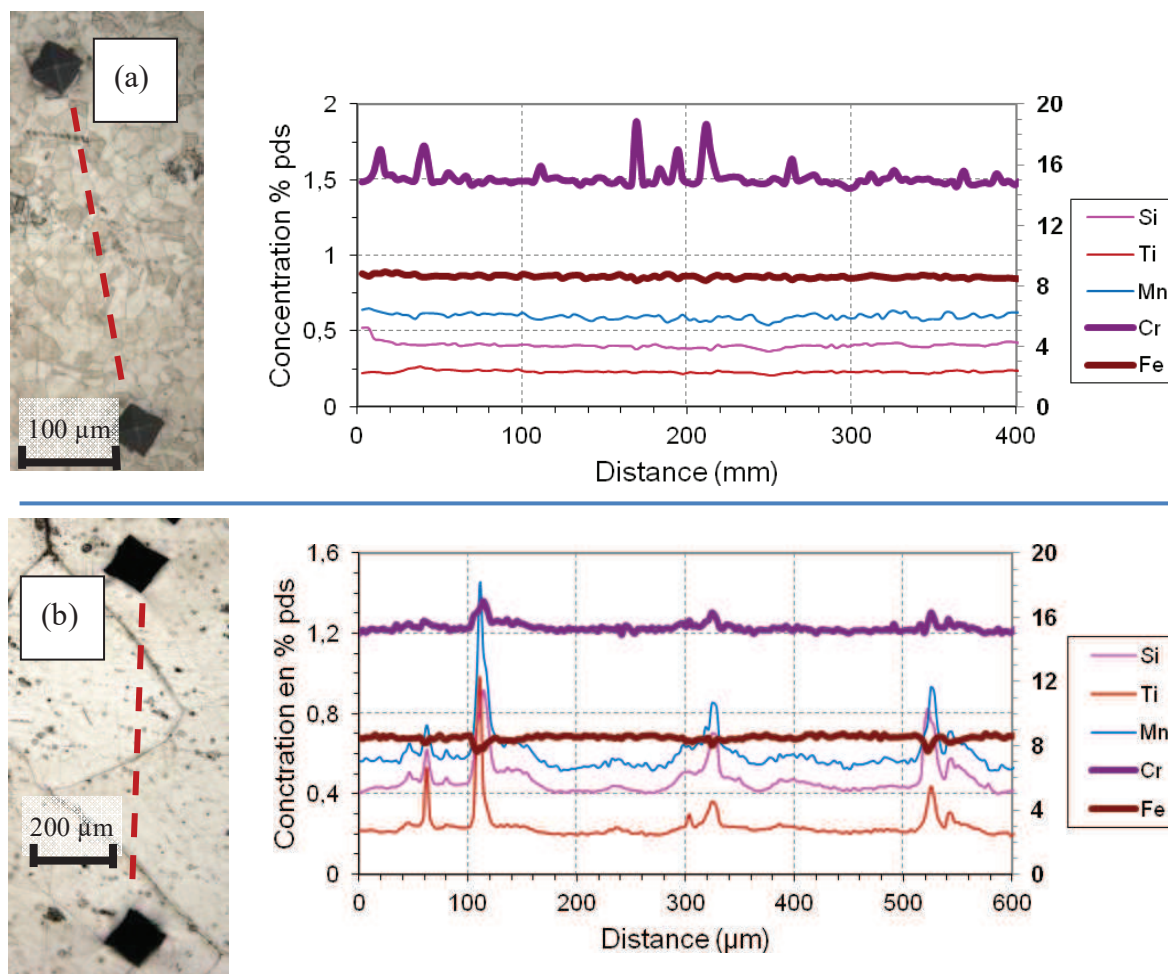 (a)
100 µm
2
1,5
1
0,5
0
20
16
12
8
4
0
Concentration % pds
0
100
200
300
400
Distance (mm)
Si
Ti
Mn
Cr
Fe
(b)
200 µm
1,6
1,2
0,8
0,4
0
20
16
12
8
4
0
Conctration en % pds
0
100
200
300
400
500
600
Distance (µm)
Si
Ti
Mn
Cr
Fe